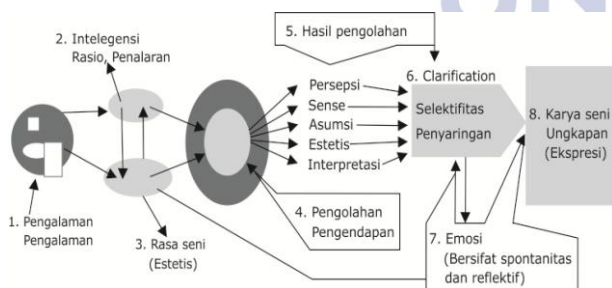 5. Hasil pengolahan
2. Intelegensi
Rasio, Penalaran
Persepsi
Sense
Asumsi
Estetis
Interpretasi
6. Clarification
Selektifitas
Penyaringan
8. Karya seni
Ungkapan
(Ekspresi)
1. Pengalaman
Pengalaman
3. Rasa seni
(Estetis)
4. Pengolahan
Pengendapan
7. Emosi
(Bersifat spontanitas
dan reflektif)